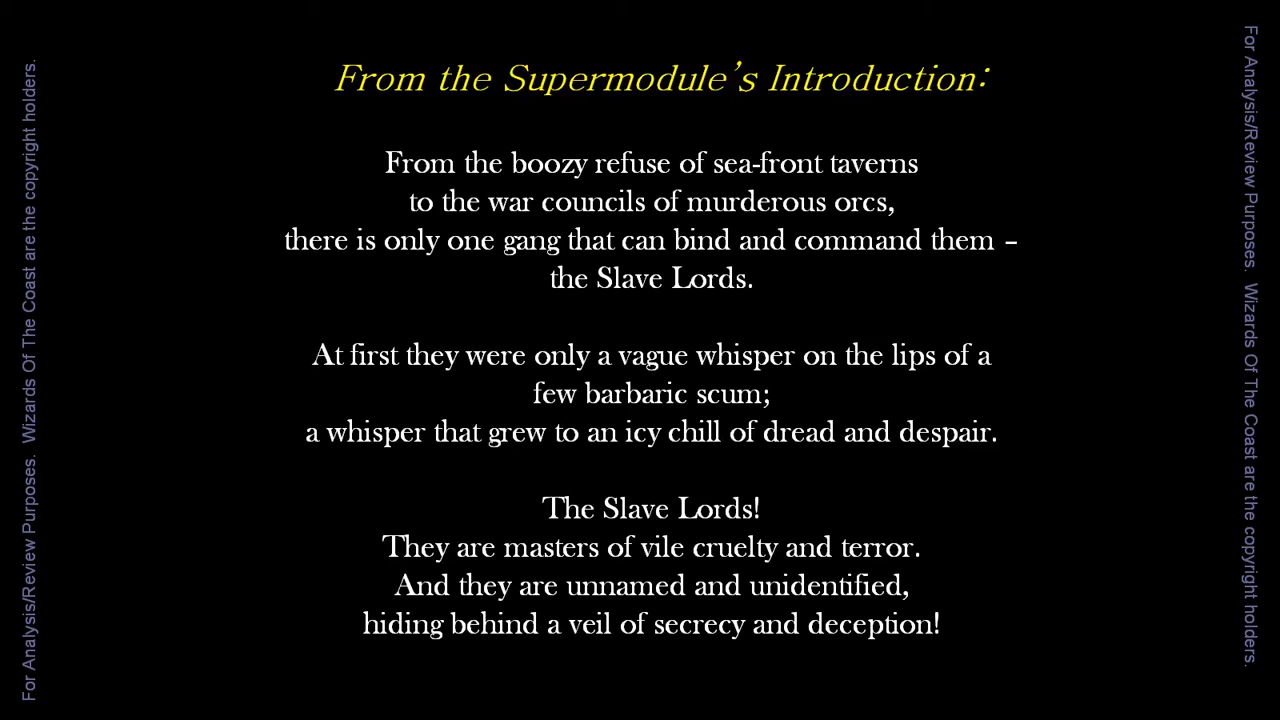 From the Supermodule's Introduction:
From the boozy refuse of sea-front taverns
to the war councils of murderous orcs,
there is only one gang that can bind and command them –
the Slave Lords.
At first they were only a vague whisper on the lips of a
few barbaric scum;
a whisper that grew to an icy chill of dread and despair.
The Slave Lords!
They are masters of vile cruelty and terror.
And they are unnamed and unidentified,
hiding behind a veil of secrecy and deception!
For Analysis/Review Purposes.  Wizards Of The Coast are the copyright holders.
For Analysis/Review Purposes.  Wizards Of The Coast are the copyright holders.